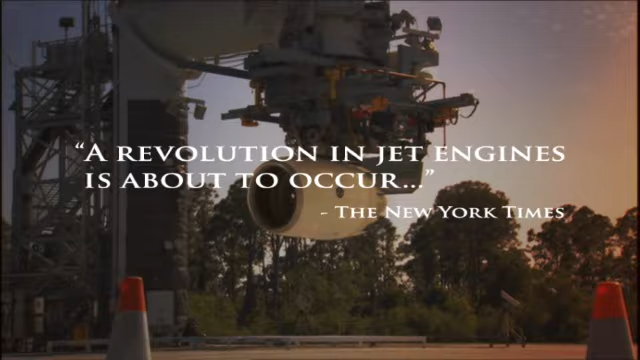 “A REVOLUTION IN JET ENGINES
IS ABOUT TO OCCUR...”
- THE NEW YORK TIMES